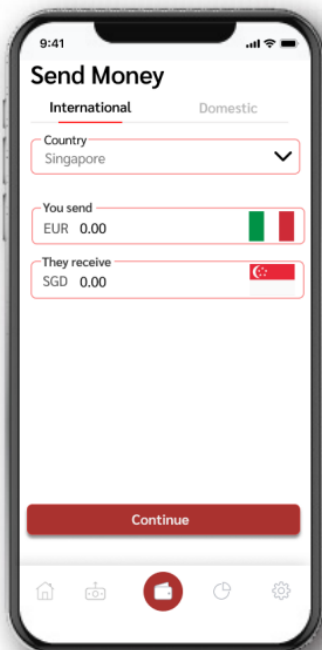 9:41
Send Money
International Domestic
Country
Singapore
You send
EUR 0.00
They receive
SGD 0.00
Continue